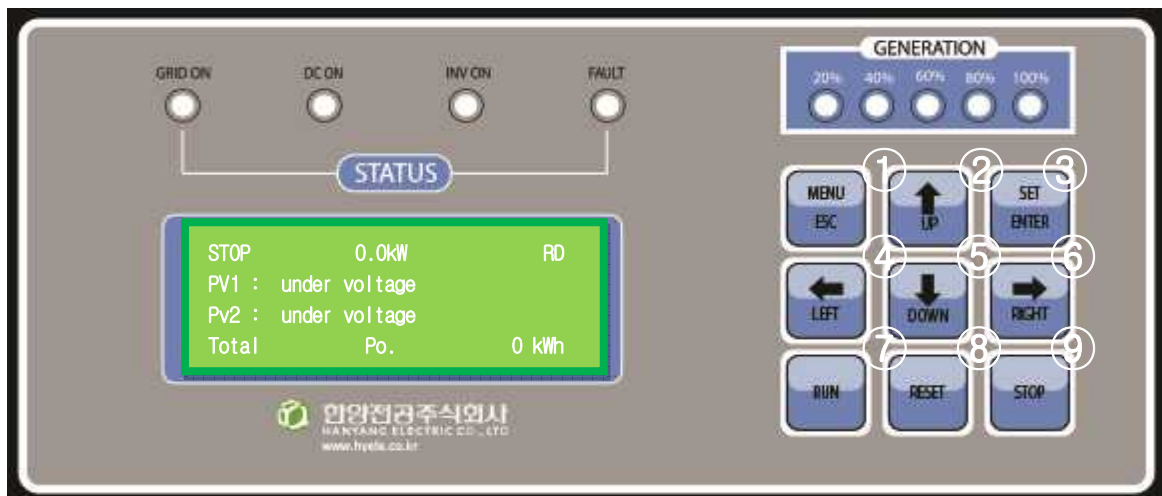 GENERATION
GRID ON DC ON INV ON FAULT
20% 40% 60% 80% 100%
STATUS
① ② ③
MENU ESC
UP
SET ENTER
④ ⑤ ⑥
LEFT
DOWN
RIGHT
⑦ ⑧ ⑨
RUN
RESET
STOP
STOP 0.0kW RD
PV1 : under voltage
Pv2 : under voltage
Total Po. 0 kWh
한양전공주식회사
HANYANG ELECTRIC CO.,LTD
www.hyele.co.kr